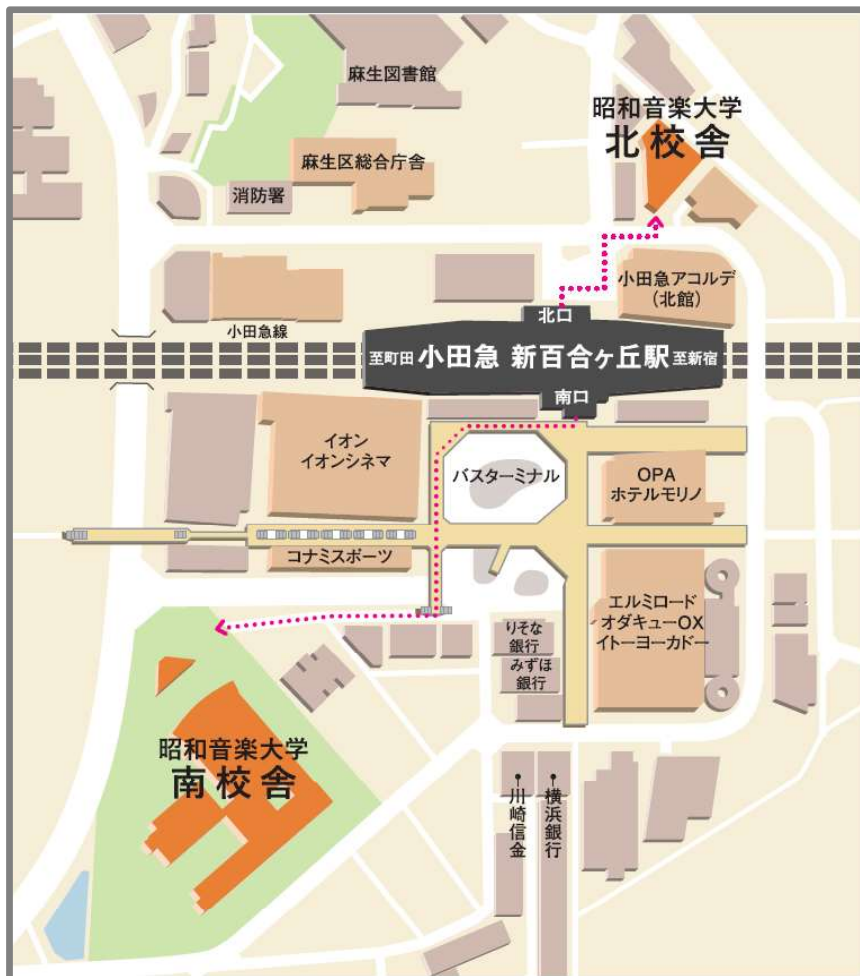 麻生図書館
昭和音楽大学
北校舎
麻生区総合庁舎
消防署
小田急アコルデ
(北館)
北口
小田急線
至町田 小田急 新百合ヶ丘駅 至新宿
南口
イオン
イオンシネマ
バスターミナル
OPA
ホテルモリノ
コナミスポーツ
エルミロード
オダキューOX
イトーヨーカドー
りそな
銀行
みずほ
銀行
昭和音楽大学
南校舎
川崎信金
横浜銀行